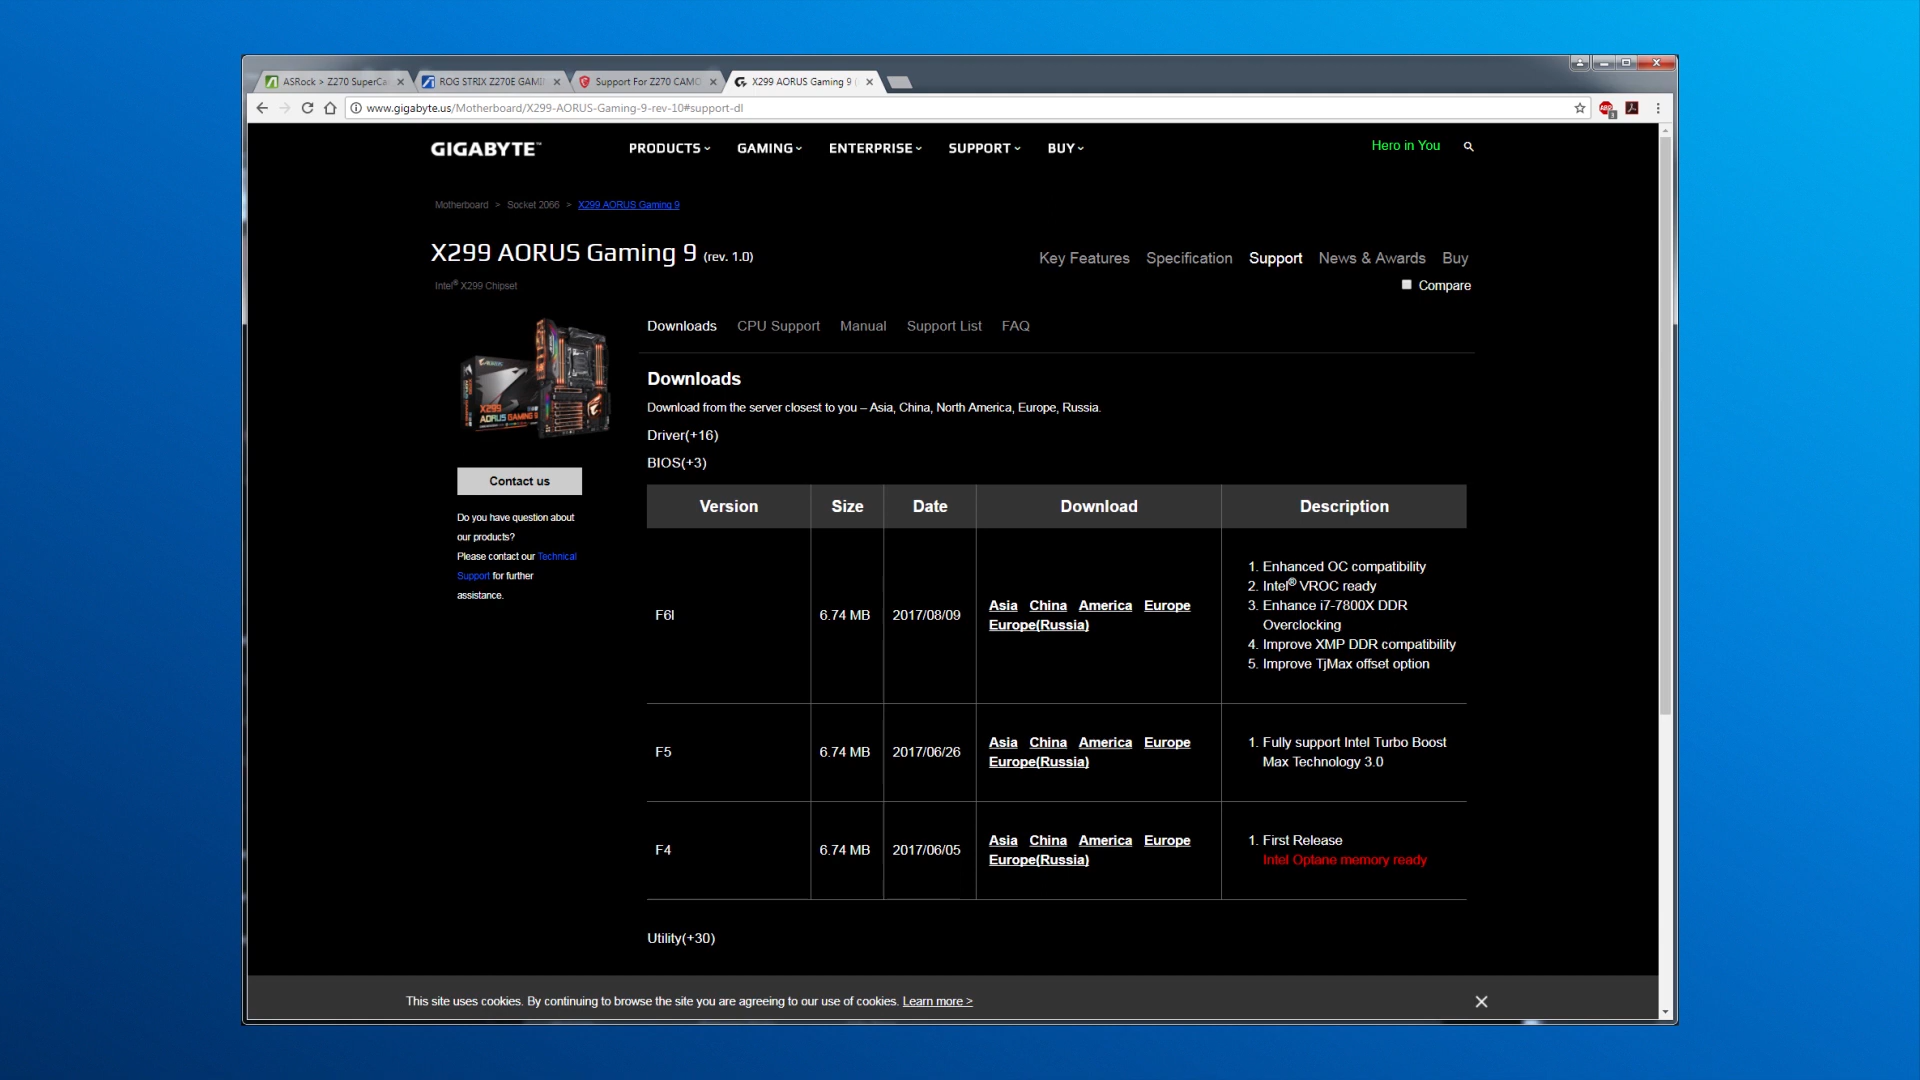 ASRock > Z270 SuperCa
ROG STRIX Z270E GAMI
Support For Z270 CAMO
X299 AORUS Gaming 9 (
www.gigabyte.us/Motherboard/X299-AORUS-Gaming-9-rev-10#support-dl
ABP
3
GIGABYTE™
PRODUCTS GAMING ENTERPRISE SUPPORT BUY
Hero in You
Motherboard > Socket 2066 > X299 AORUS Gaming 9
X299 AORUS Gaming 9 (rev. 1.0)
Key Features Specification Support News & Awards Buy
Intel® X299 Chipset
Compare
Downloads CPU Support Manual Support List FAQ
X299
AORUS GAMING 9
Contact us
Do you have question about
our products?
Please contact our Technical
Support for further
assistance.
Downloads
Download from the server closest to you – Asia, China, North America, Europe, Russia.
Driver(+16)
BIOS(+3)
Version Size Date Download Description
F6I 6.74 MB 2017/08/09
Asia China America Europe
Europe(Russia)
1. Enhanced OC compatibility
2. Intel® VROC ready
3. Enhance i7-7800X DDR
Overclocking
4. Improve XMP DDR compatibility
5. Improve TjMax offset option
F5 6.74 MB 2017/06/26
Asia China America Europe
Europe(Russia)
1. Fully support Intel Turbo Boost
Max Technology 3.0
F4 6.74 MB 2017/06/05
Asia China America Europe
Europe(Russia)
1. First Release
Intel Optane memory ready
Utility(+30)
This site uses cookies. By continuing to browse the site you are agreeing to our use of cookies. Learn more >